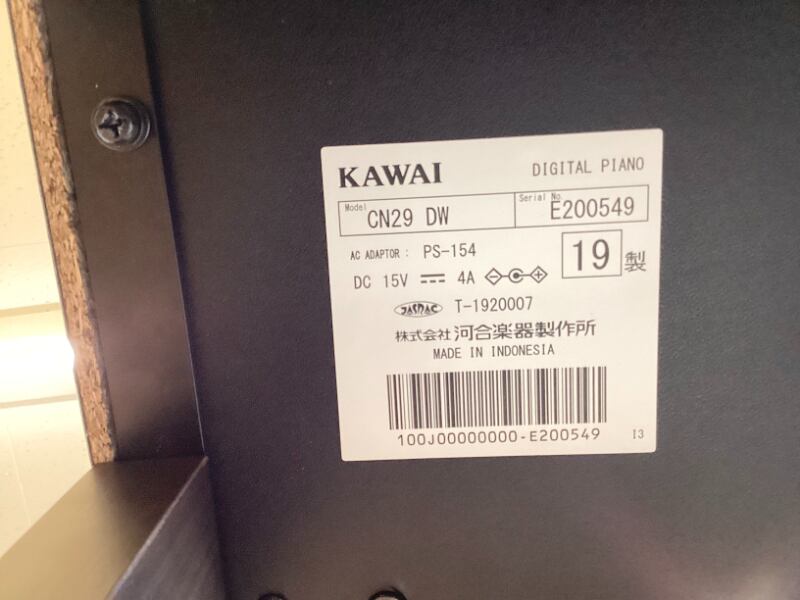 KAWAI DIGITAL PIANO
Model CN29 DW Serial No. E200549
AC ADAPTOR : PS-154 19 製
DC 15V 4A
JASRAC T-1920007
株式会社 河合楽器製作所
MADE IN INDONESIA
100J00000000-E200549 I3